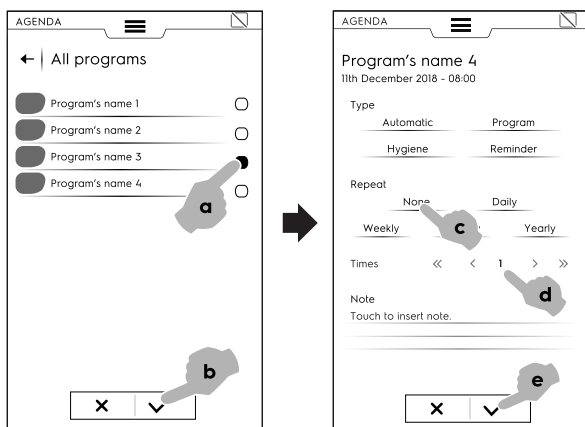 AGENDA
All programs
Program's name 1
Program's name 2
Program's name 3
Program's name 4
a
b
AGENDA
Program's name 4
11th December 2018 - 08:00
Type
Automatic Program
Hygiene Reminder
Repeat
None Daily
Weekly Yearly
Times << < 1 > >>
Note
Touch to insert note.
c
d
e